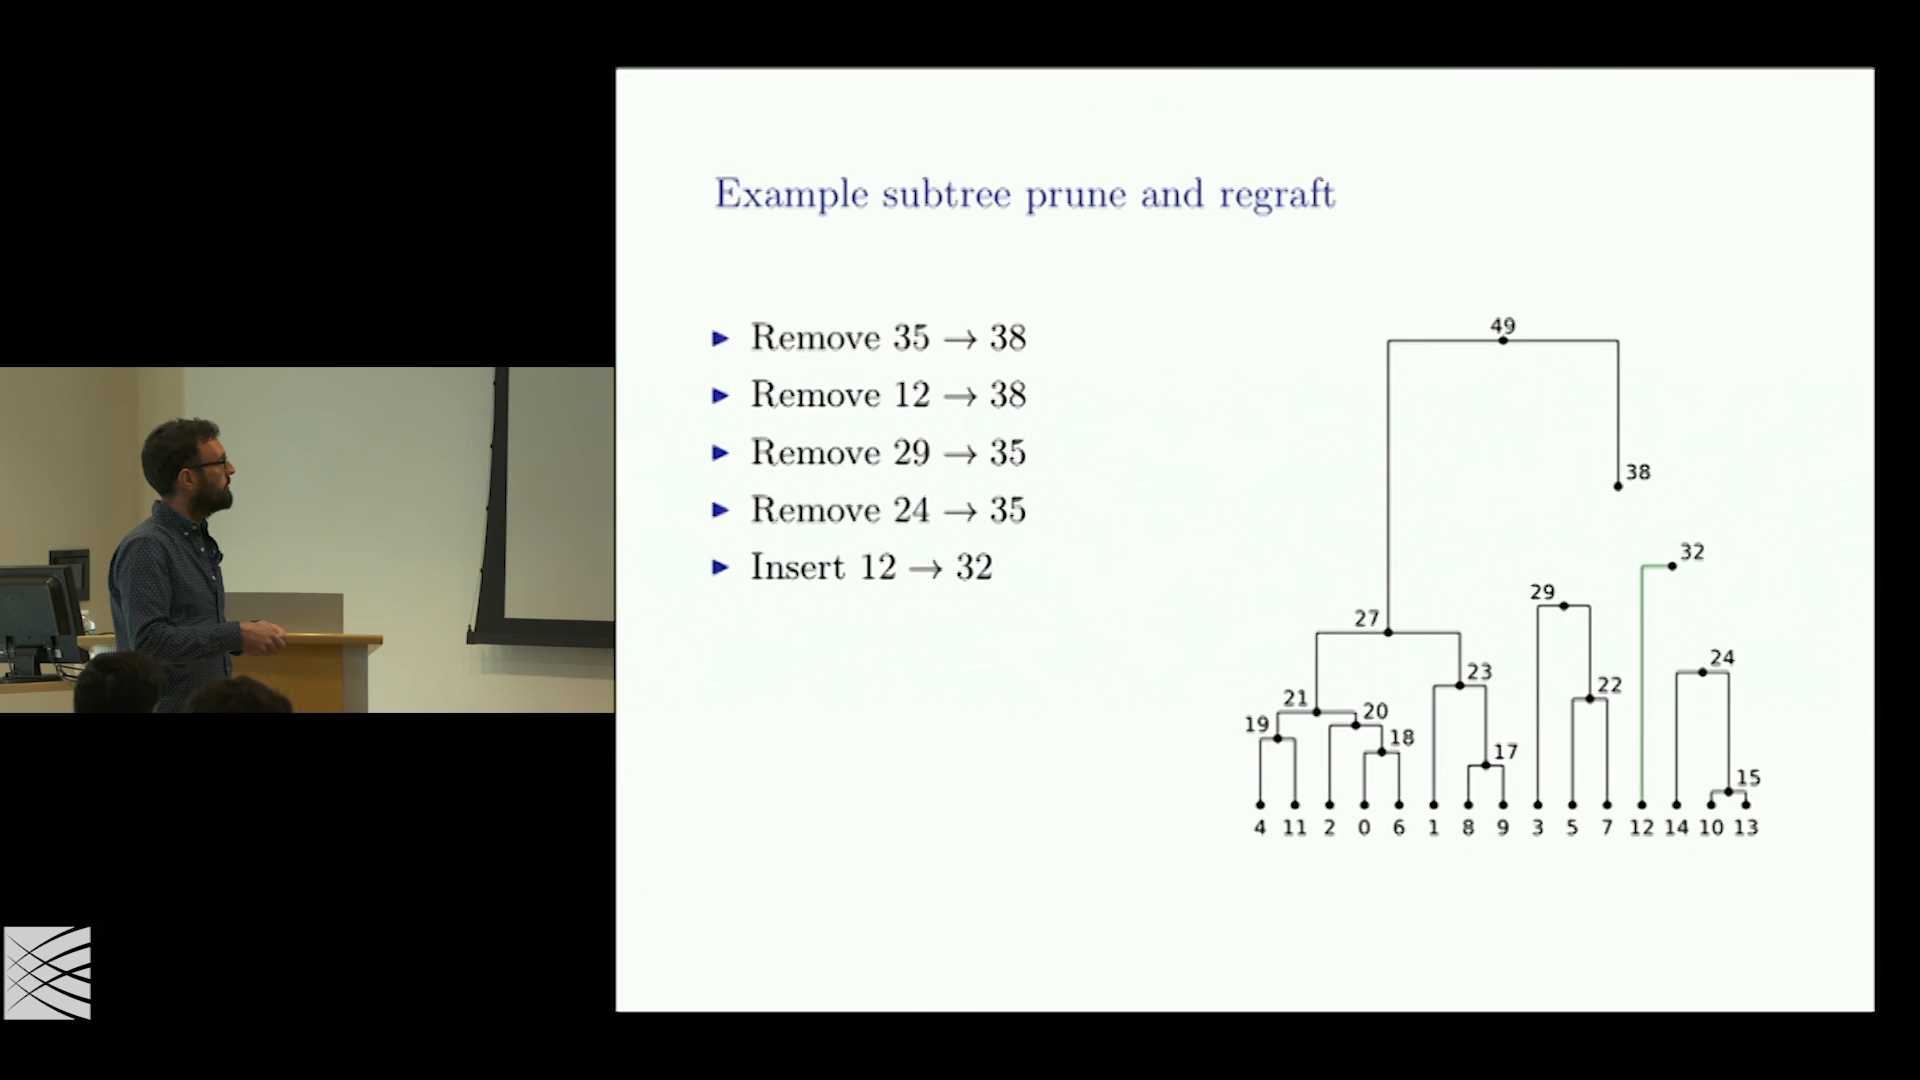 Example subtree prune and regraft
► Remove 35 → 38
► Remove 12 → 38
► Remove 29 → 35
► Remove 24 → 35
► Insert 12 → 32
49
38
32
29
27
24
23
22
21
20
19
18
17
15
4 11 2 0 6 1 8 9 3 5 7 12 14 10 13